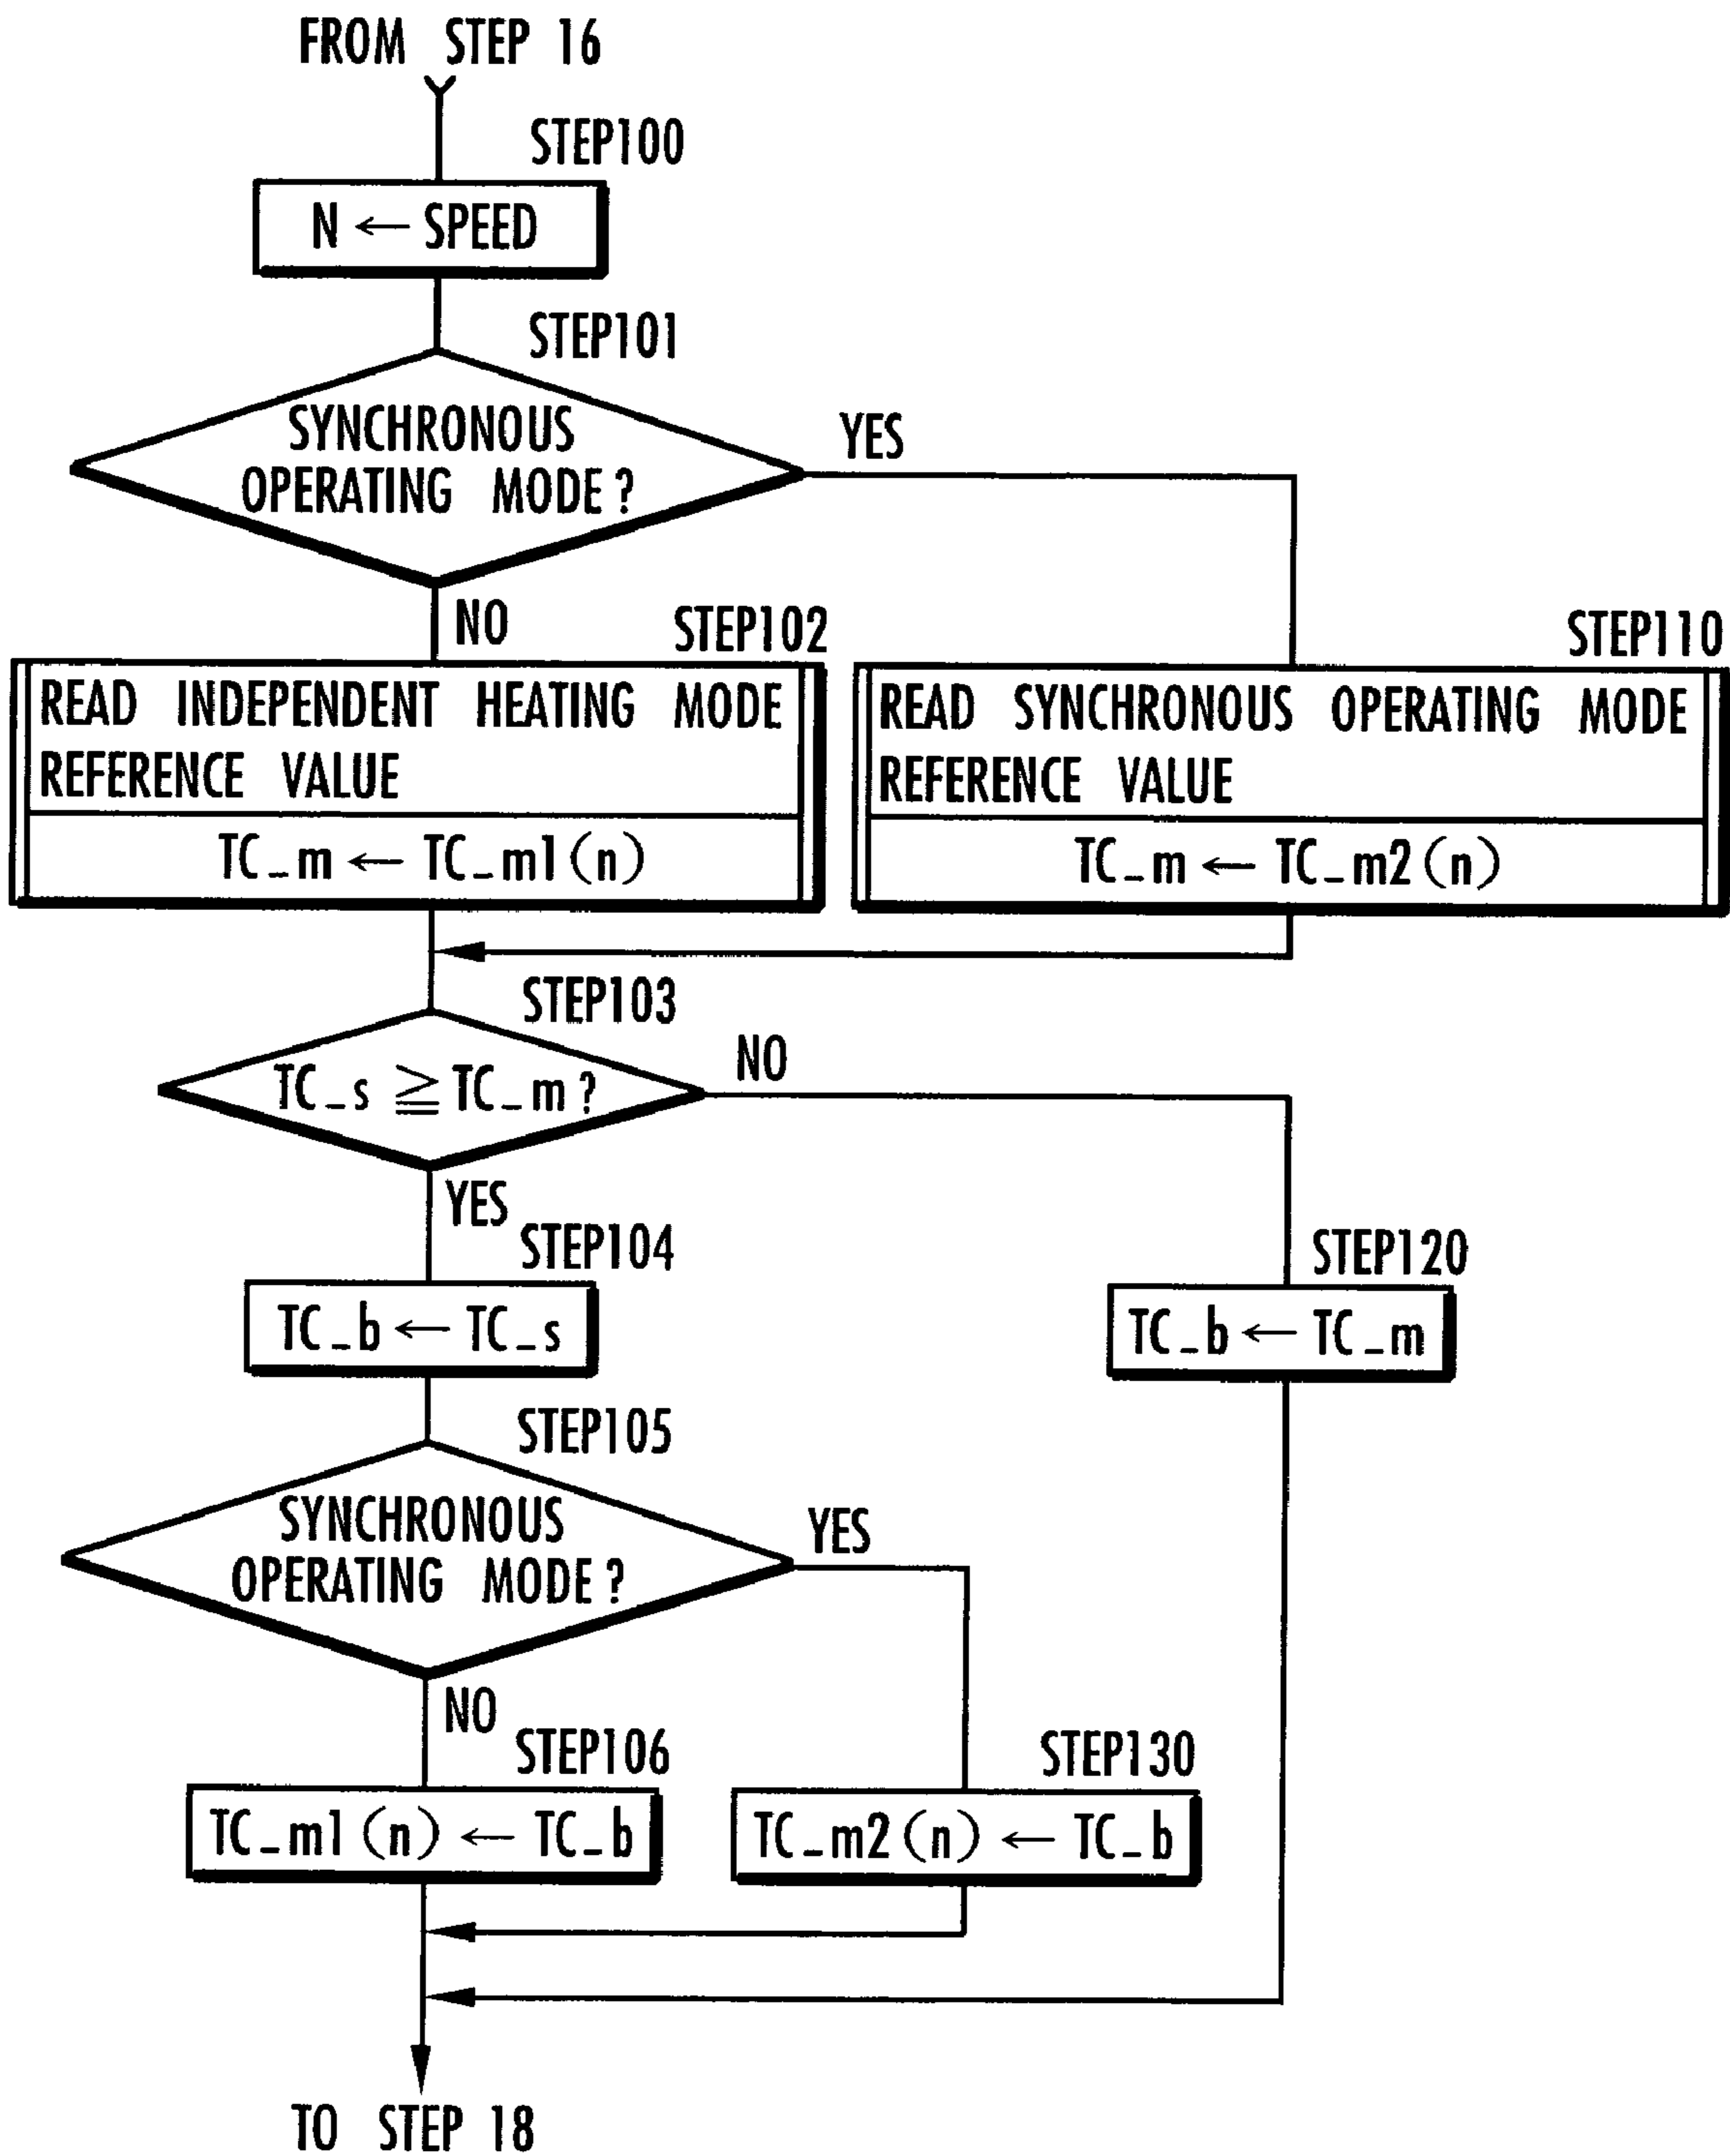 FROM STEP 16
STEP100
N ← SPEED
STEP101
SYNCHRONOUS
OPERATING MODE?
YES
NO
STEP102
READ INDEPENDENT HEATING MODE
REFERENCE VALUE
TC_m ← TC_m1(n)
STEP110
READ SYNCHRONOUS OPERATING MODE
REFERENCE VALUE
TC_m ← TC_m2(n)
STEP103
TC_s ≧ TC_m?
NO
YES
STEP104
TC_b ← TC_s
STEP120
TC_b ← TC_m
STEP105
SYNCHRONOUS
OPERATING MODE?
YES
NO
STEP106
TC_m1(n) ← TC_b
STEP130
TC_m2(n) ← TC_b
TO STEP 18